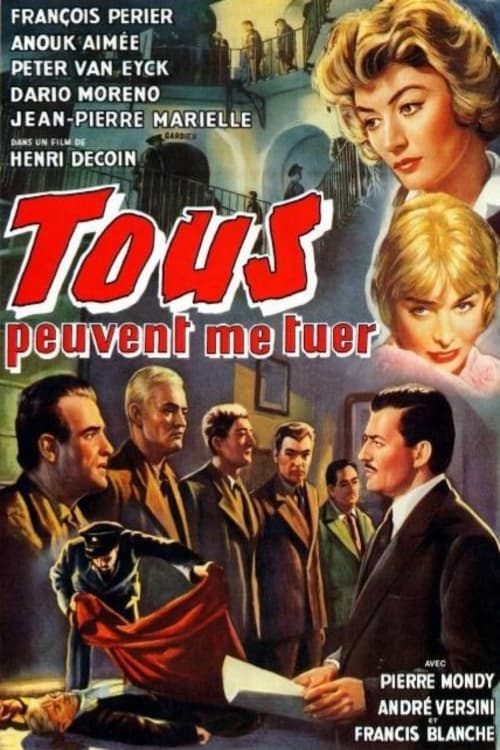 FRANÇOIS PERIER
ANOUK AIMÉE
PETER VAN EYCK
DARIO MORENO
JEAN-PIERRE MARIELLE
GARDIEN
DANS UN FILM DE
HENRI DECOIN
TOUS
peuvent me tuer
AVEC
PIERRE MONDY
ANDRÉ VERSINI
ET
FRANCIS BLANCHE